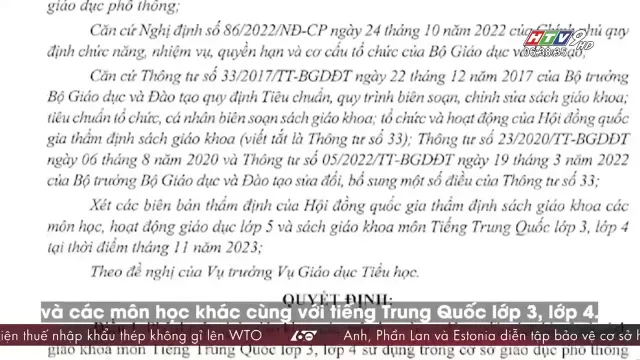 giáo dục phổ thông;
Căn cứ Nghị định số 86/2022/NĐ-CP ngày 24 tháng 10 năm 2022 của Chính phủ quy
định chức năng, nhiệm vụ, quyền hạn và cơ cấu tổ chức của Bộ Giáo dục và Đào tạo;
HTV9 HD
06:36:35
Căn cứ Thông tư số 33/2017/TT-BGDĐT ngày 22 tháng 12 năm 2017 của Bộ trưởng
Bộ Giáo dục và Đào tạo quy định Tiêu chuẩn, quy trình biên soạn, chỉnh sửa sách giáo khoa;
tiêu chuẩn tổ chức, cá nhân biên soạn sách giáo khoa; tổ chức và hoạt động của Hội đồng quốc
gia thẩm định sách giáo khoa (viết tắt là Thông tư số 33); Thông tư số 23/2020/TT-BGDĐT
ngày 06 tháng 8 năm 2020 và Thông tư số 05/2022/TT-BGDĐT ngày 19 tháng 3 năm 2022
của Bộ trưởng Bộ Giáo dục và Đào tạo sửa đổi, bổ sung một số điều của Thông tư số 33;
Xét các biên bản thẩm định của Hội đồng quốc gia thẩm định sách giáo khoa các
môn học, hoạt động giáo dục lớp 5 và sách giáo khoa môn Tiếng Trung Quốc lớp 3, lớp 4
tại thời điểm tháng 11 năm 2023;
Theo đề nghị của Vụ trưởng Vụ Giáo dục Tiểu học.
QUYẾT ĐỊNH:
và các môn học khác cùng với tiếng Trung Quốc lớp 3, lớp 4.
iện thuế nhập khẩu thép không gỉ lên WTO
Anh, Phần Lan và Estonia diễn tập bảo vệ cơ sở h
khoa môn Tiếng Trung Quốc lớp 3, lớp 4 sử dụng trong cơ sở giáo dục phổ thông